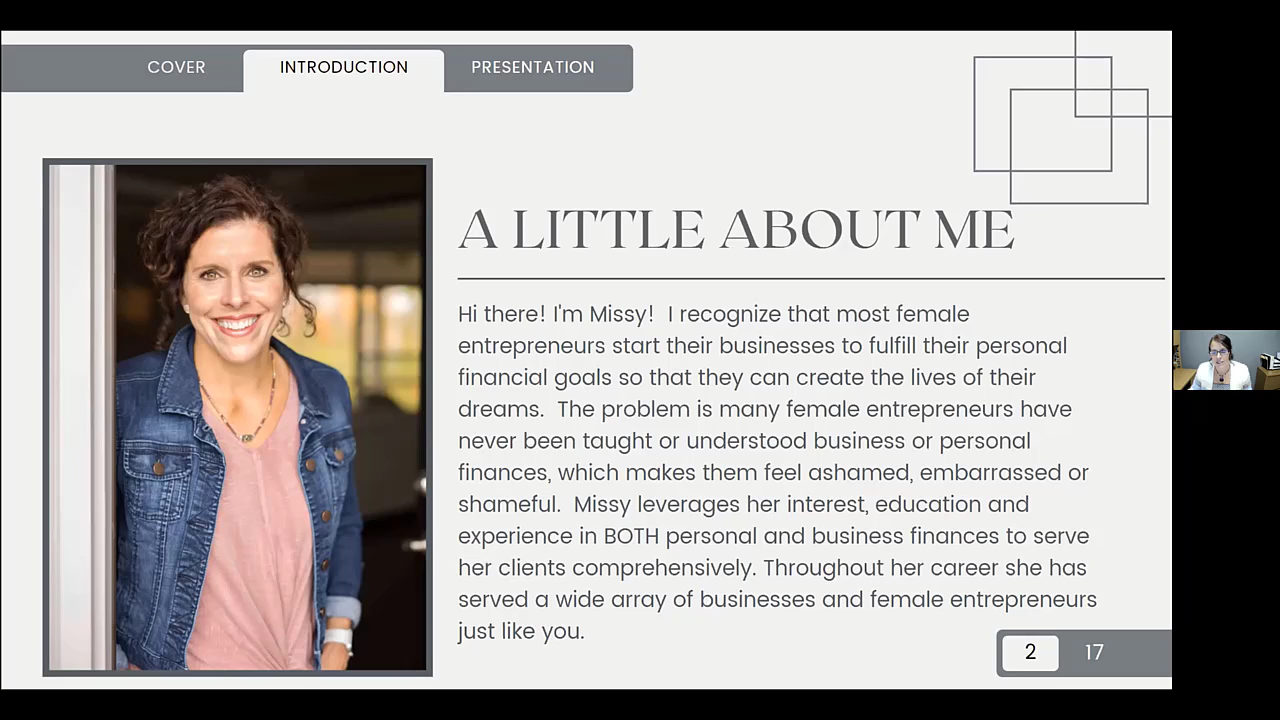 COVER
INTRODUCTION
PRESENTATION
A LITTLE ABOUT ME
Hi there! I'm Missy!  I recognize that most female
entrepreneurs start their businesses to fulfill their personal
financial goals so that they can create the lives of their
dreams.  The problem is many female entrepreneurs have
never been taught or understood business or personal
finances, which makes them feel ashamed, embarrassed or
shameful.  Missy leverages her interest, education and
experience in BOTH personal and business finances to serve
her clients comprehensively. Throughout her career she has
served a wide array of businesses and female entrepreneurs
just like you.
2
17